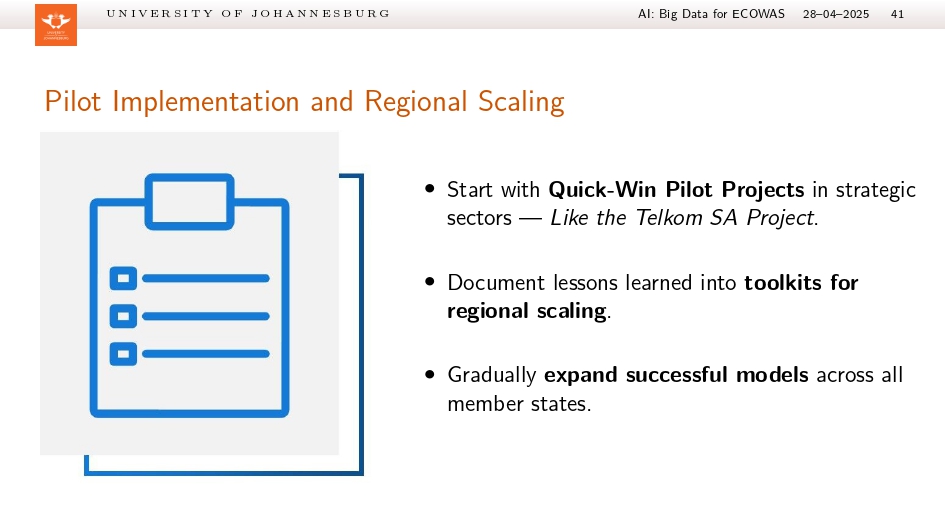 UNIVERSITY OF JOHANNESBURG
AI: Big Data for ECOWAS 28–04–2025 41
UNIVERSITY
JOHANNESBURG
Pilot Implementation and Regional Scaling
• Start with Quick-Win Pilot Projects in strategic
sectors — Like the Telkom SA Project.
• Document lessons learned into toolkits for
regional scaling.
• Gradually expand successful models across all
member states.